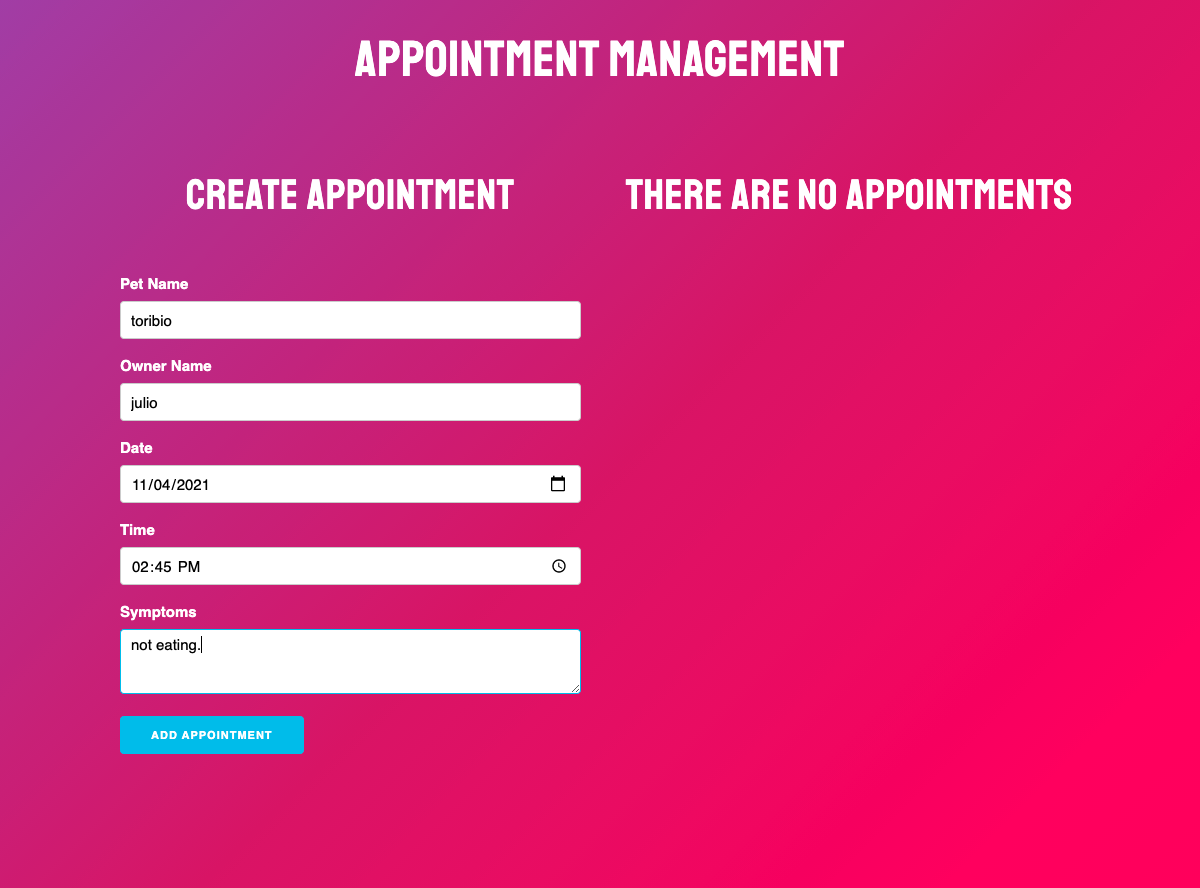 APPOINTMENT MANAGEMENT
CREATE APPOINTMENT
THERE ARE NO APPOINTMENTS
Pet Name
toribio
Owner Name
julio
Date
11/04/2021
Time
02:45 PM
Symptoms
not eating.
ADD APPOINTMENT